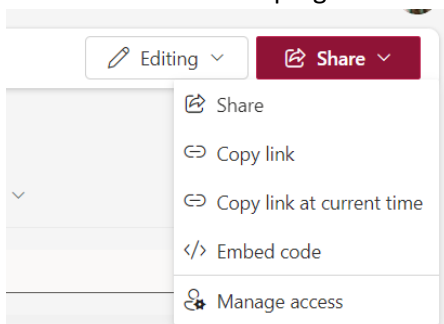 Editing
Share
Share
Copy link
Copy link at current time
</> Embed code
Manage access